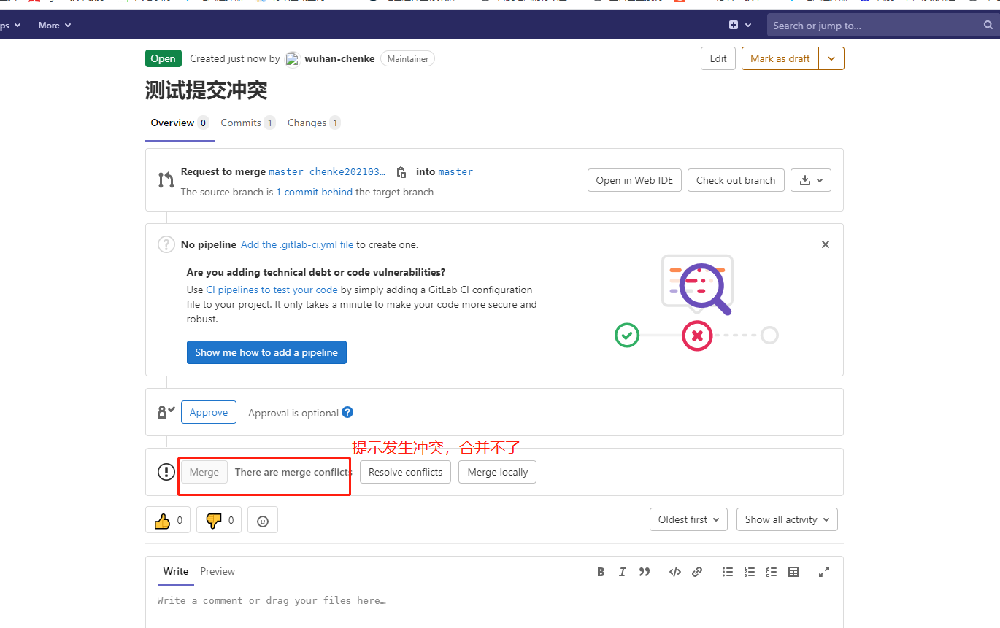 ps More Search or jump to...
Open Created just now by wuhan-chenke Maintainer Edit Mark as draft
测试提交冲突
Overview 0 Commits 1 Changes 1
Request to merge master_chenke202103… into master
The source branch is 1 commit behind the target branch
Open in Web IDE Check out branch
No pipeline Add the .gitlab-ci.yml file to create one.
Are you adding technical debt or code vulnerabilities?
Use CI pipelines to test your code by simply adding a GitLab CI configuration
file to your project. It only takes a minute to make your code more secure and
robust.
Show me how to add a pipeline
Approve Approval is optional ?
提示发生冲突，合并不了
Merge There are merge conflicts Resolve conflicts Merge locally
0 0 Oldest first Show all activity
Write Preview
Write a comment or drag your files here…